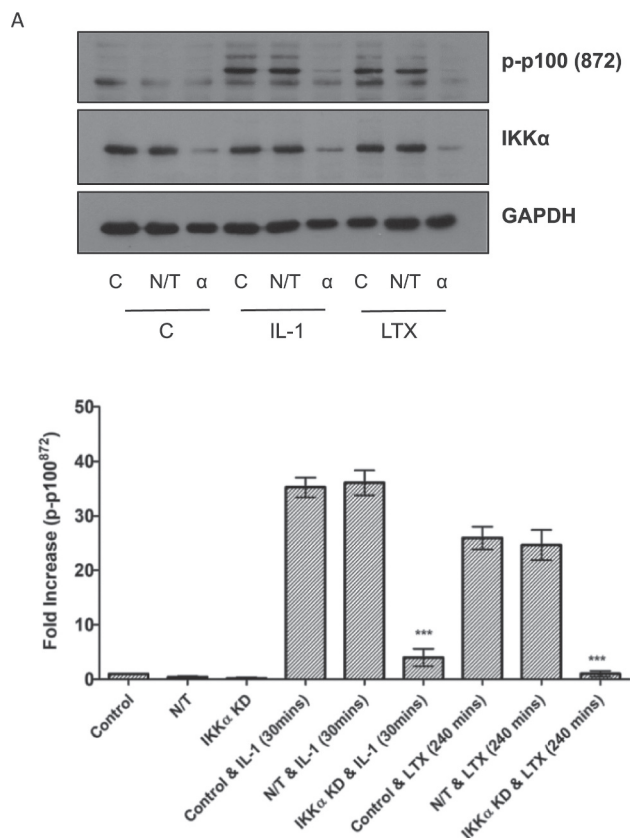 A
p-p100 (872)
IKKα
GAPDH
C N/T α C N/T α C N/T α
C IL-1 LTX
50
40
30
20
10
0
Fold Increase (p-p100⁸⁷²)
***
***
Control
N/T
IKKα KD
Control & IL-1 (30mins)
N/T & IL-1 (30mins)
IKKα KD & IL-1 (30mins)
Control & LTX (240 mins)
N/T & LTX (240 mins)
IKKα KD & LTX (240 mins)